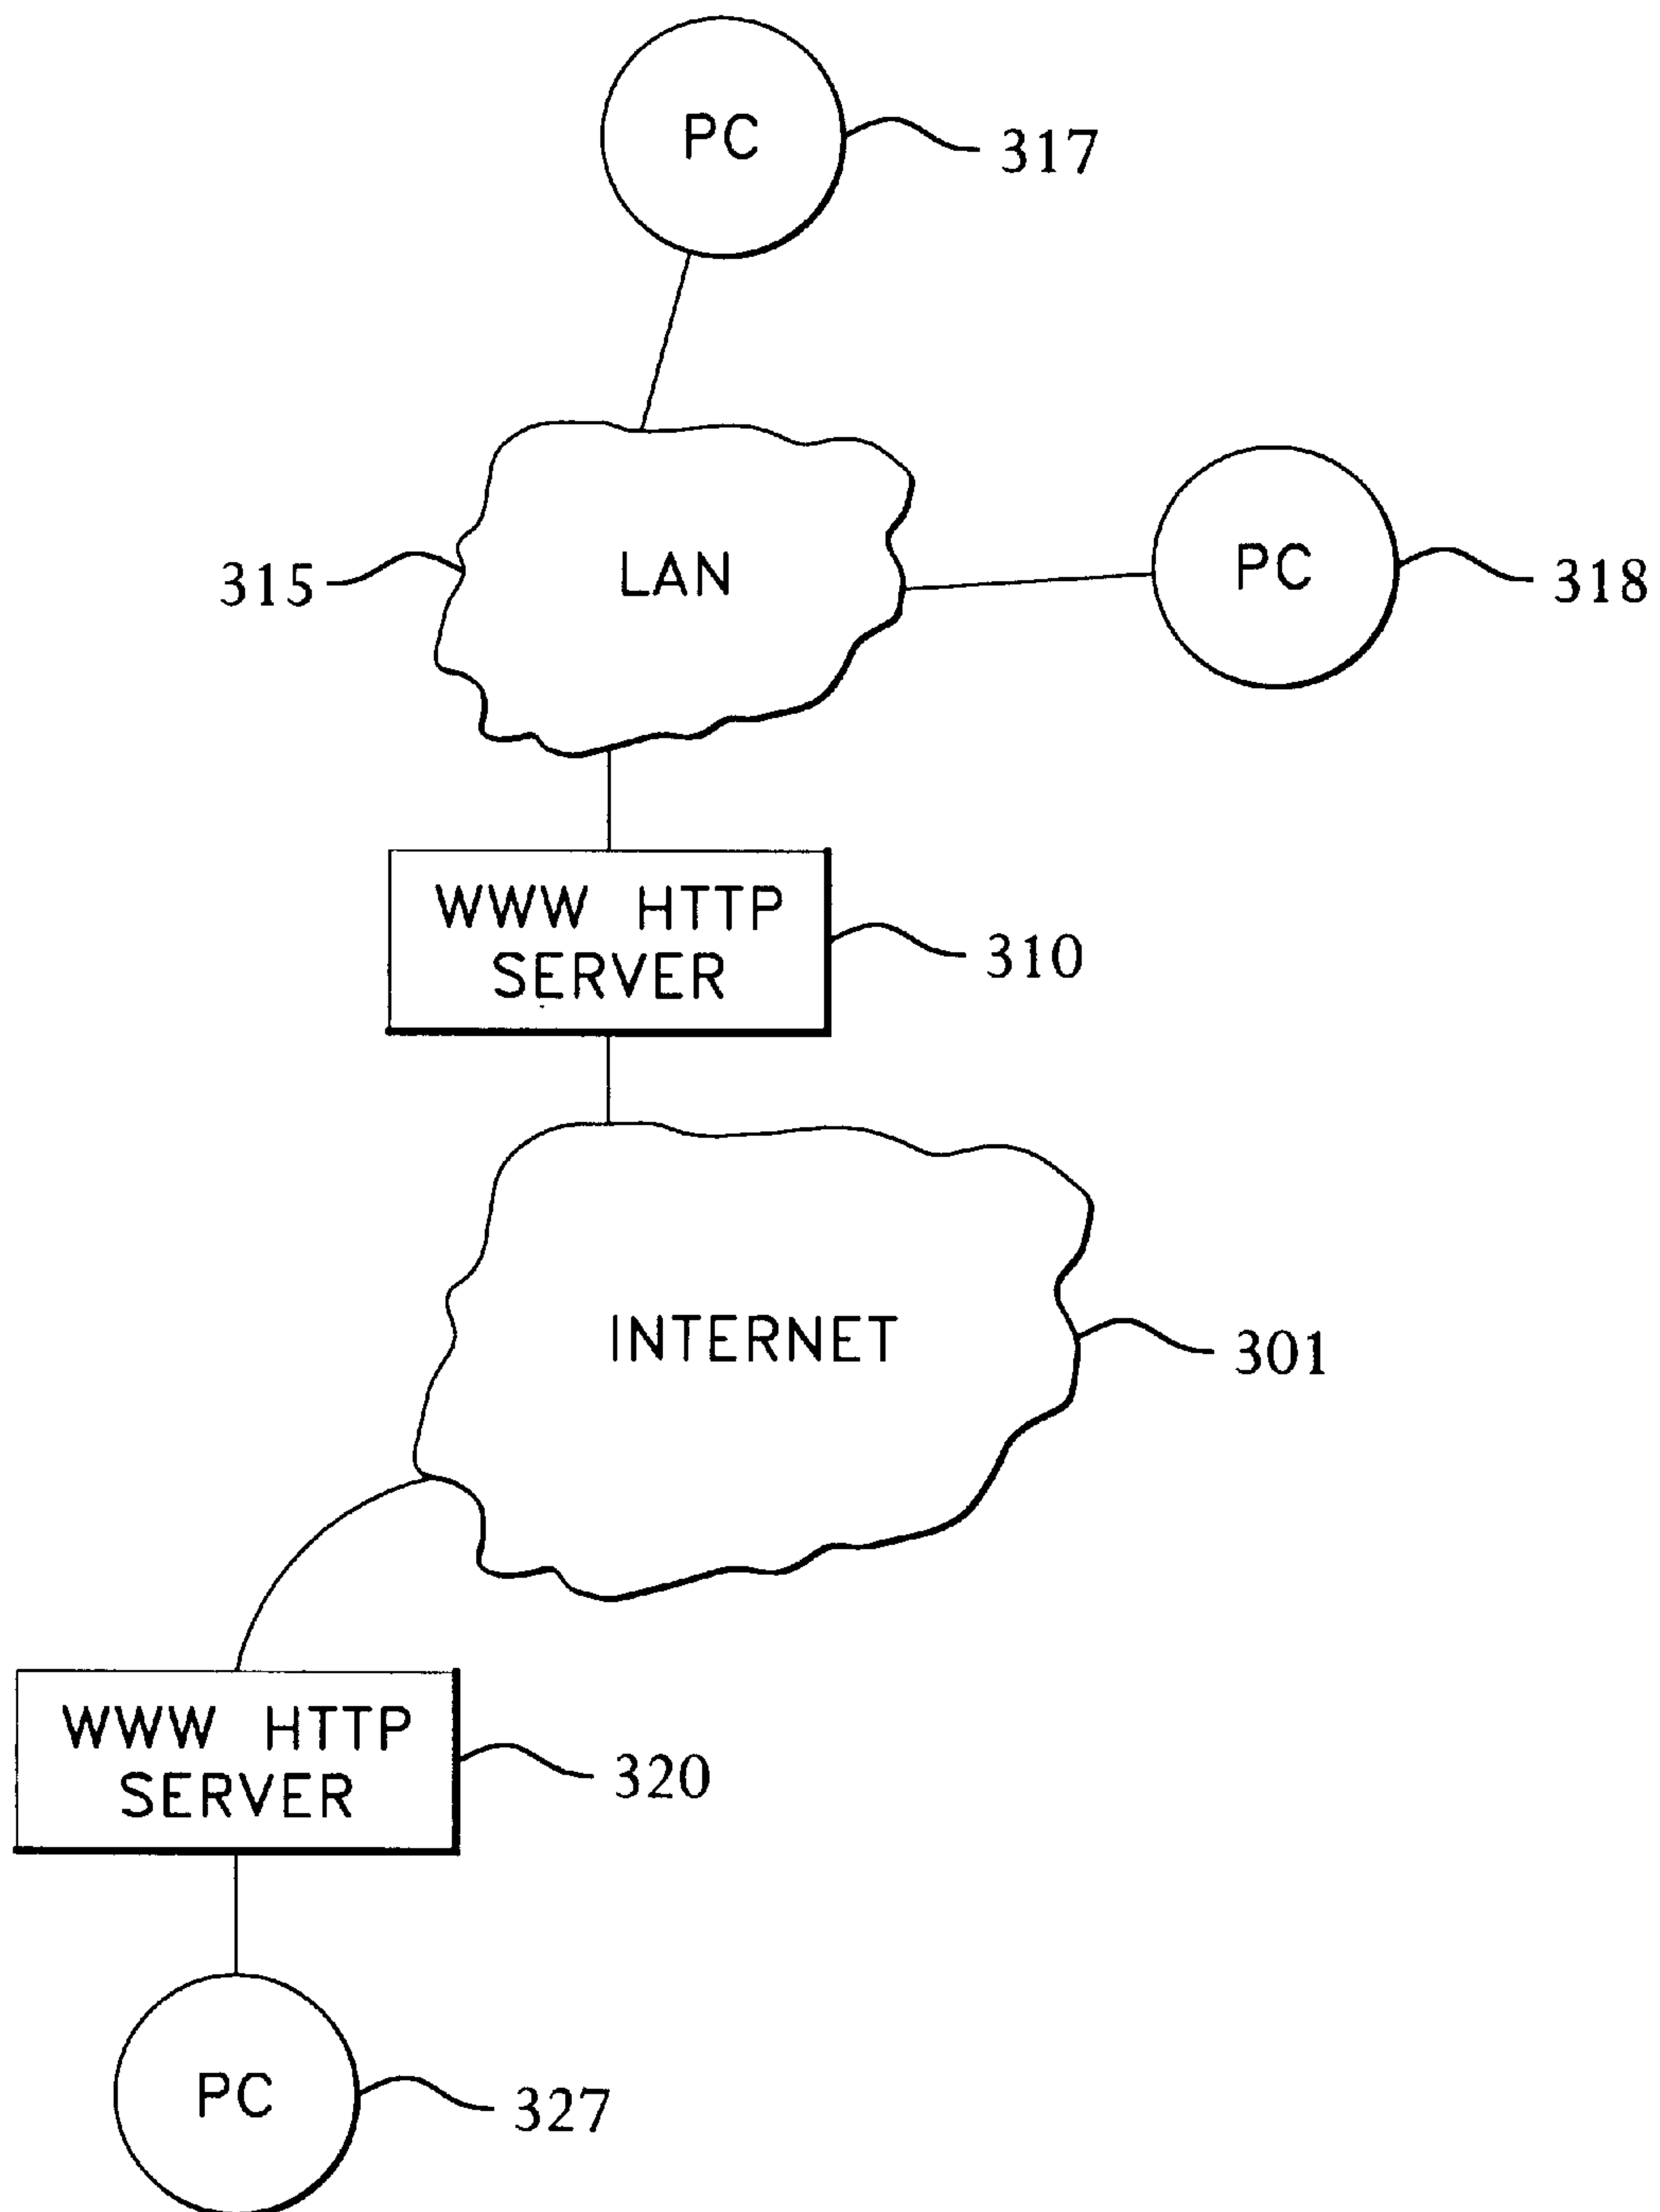 PC
317
LAN
315
PC
318
WWW HTTP
SERVER
310
INTERNET
301
WWW HTTP
SERVER
320
PC
327